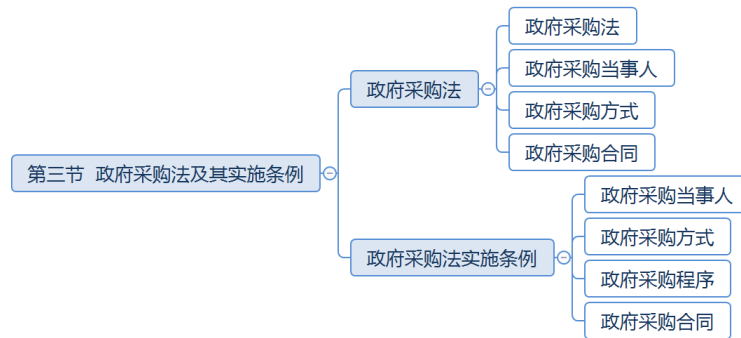 第三节 政府采购法及其实施条例
政府采购法
政府采购法
政府采购当事人
政府采购方式
政府采购合同
政府采购法实施条例
政府采购当事人
政府采购方式
政府采购程序
政府采购合同